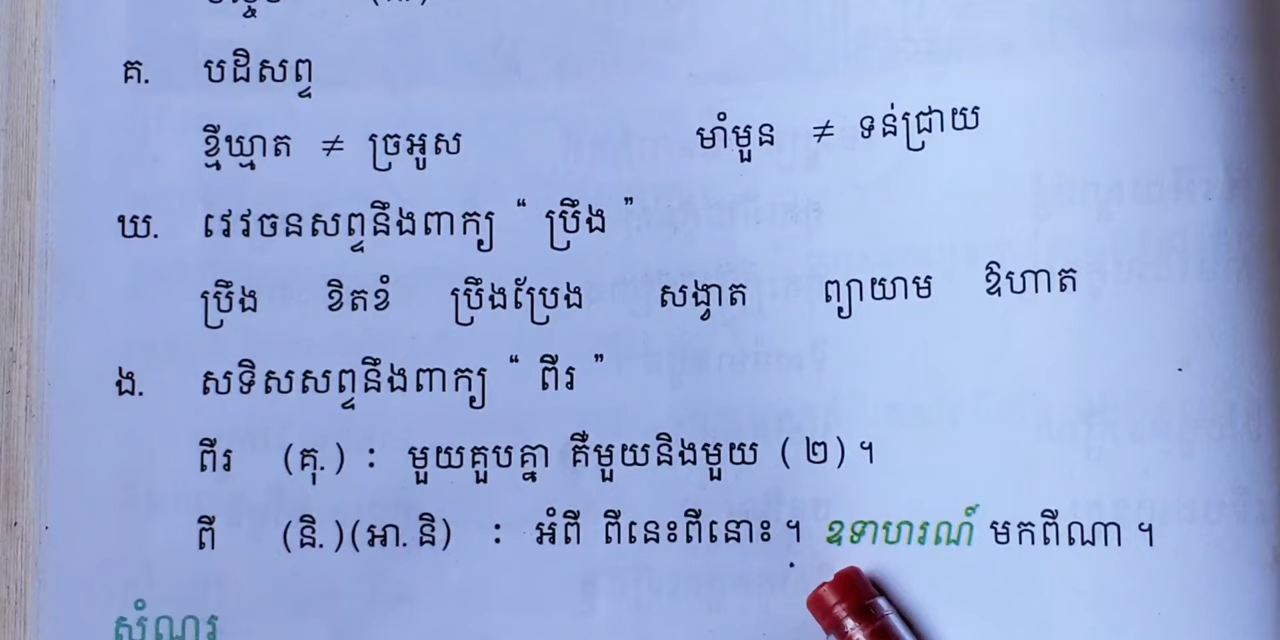 គ. បដិសព្ទ
ខ្មីឃ្មាត ≠ ច្រអូស មាំមួន ≠ ទន់ជ្រាយ
ឃ. វេវចនសព្ទនឹងពាក្យ “ ប្រឹង ”
ប្រឹង ខិតខំ ប្រឹងប្រែង សង្វាត ព្យាយាម ឱហាត
ង. សទិសសព្ទនឹងពាក្យ “ ពីរ ”
ពីរ (គុ.) : មួយគួបគ្នា គឺមួយនិងមួយ ( ២) ។
ពី (និ.)(អា.និ) : អំពី ពីនេះពីនោះ ។ ឧទាហរណ៍ មកពីណា ។
សំណួរ